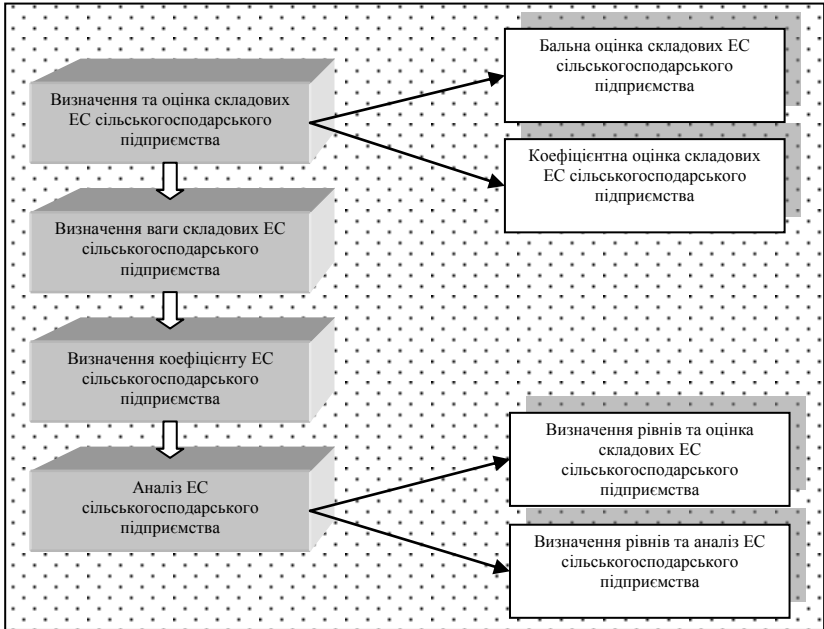 Визначення та оцінка складових
ЕС сільськогосподарського
підприємства
Бальна оцінка складових ЕС
сільськогосподарського
підприємства
Коефіцієнтна оцінка складових
ЕС сільськогосподарського
підприємства
Визначення ваги складових ЕС
сільськогосподарського
підприємства
Визначення коефіцієнту ЕС
сільськогосподарського
підприємства
Аналіз ЕС
сільськогосподарського
підприємства
Визначення рівнів та оцінка
складових ЕС
сільськогосподарського
підприємства
Визначення рівнів та аналіз ЕС
сільськогосподарського
підприємства